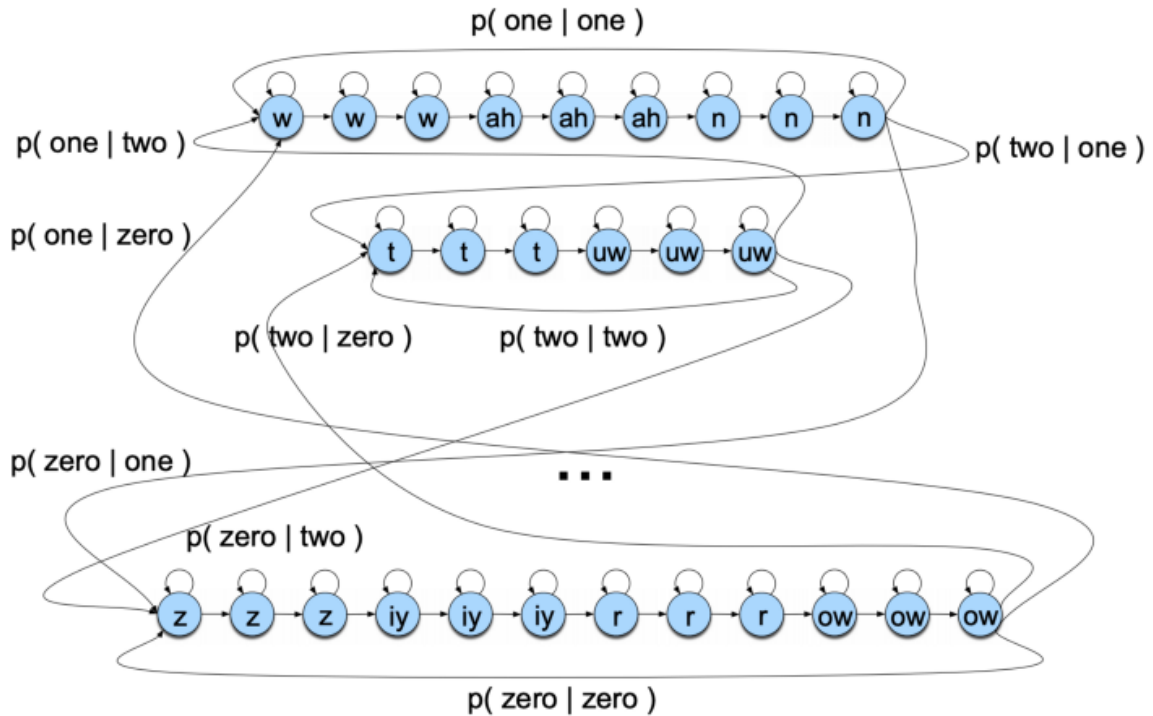 p( one | one )
w w w ah ah ah n n n
p( one | two )
p( two | one )
p( one | zero )
t t t uw uw uw
p( two | zero )
p( two | two )
p( zero | one )
...
p( zero | two )
z z z iy iy iy r r r ow ow ow
p( zero | zero )